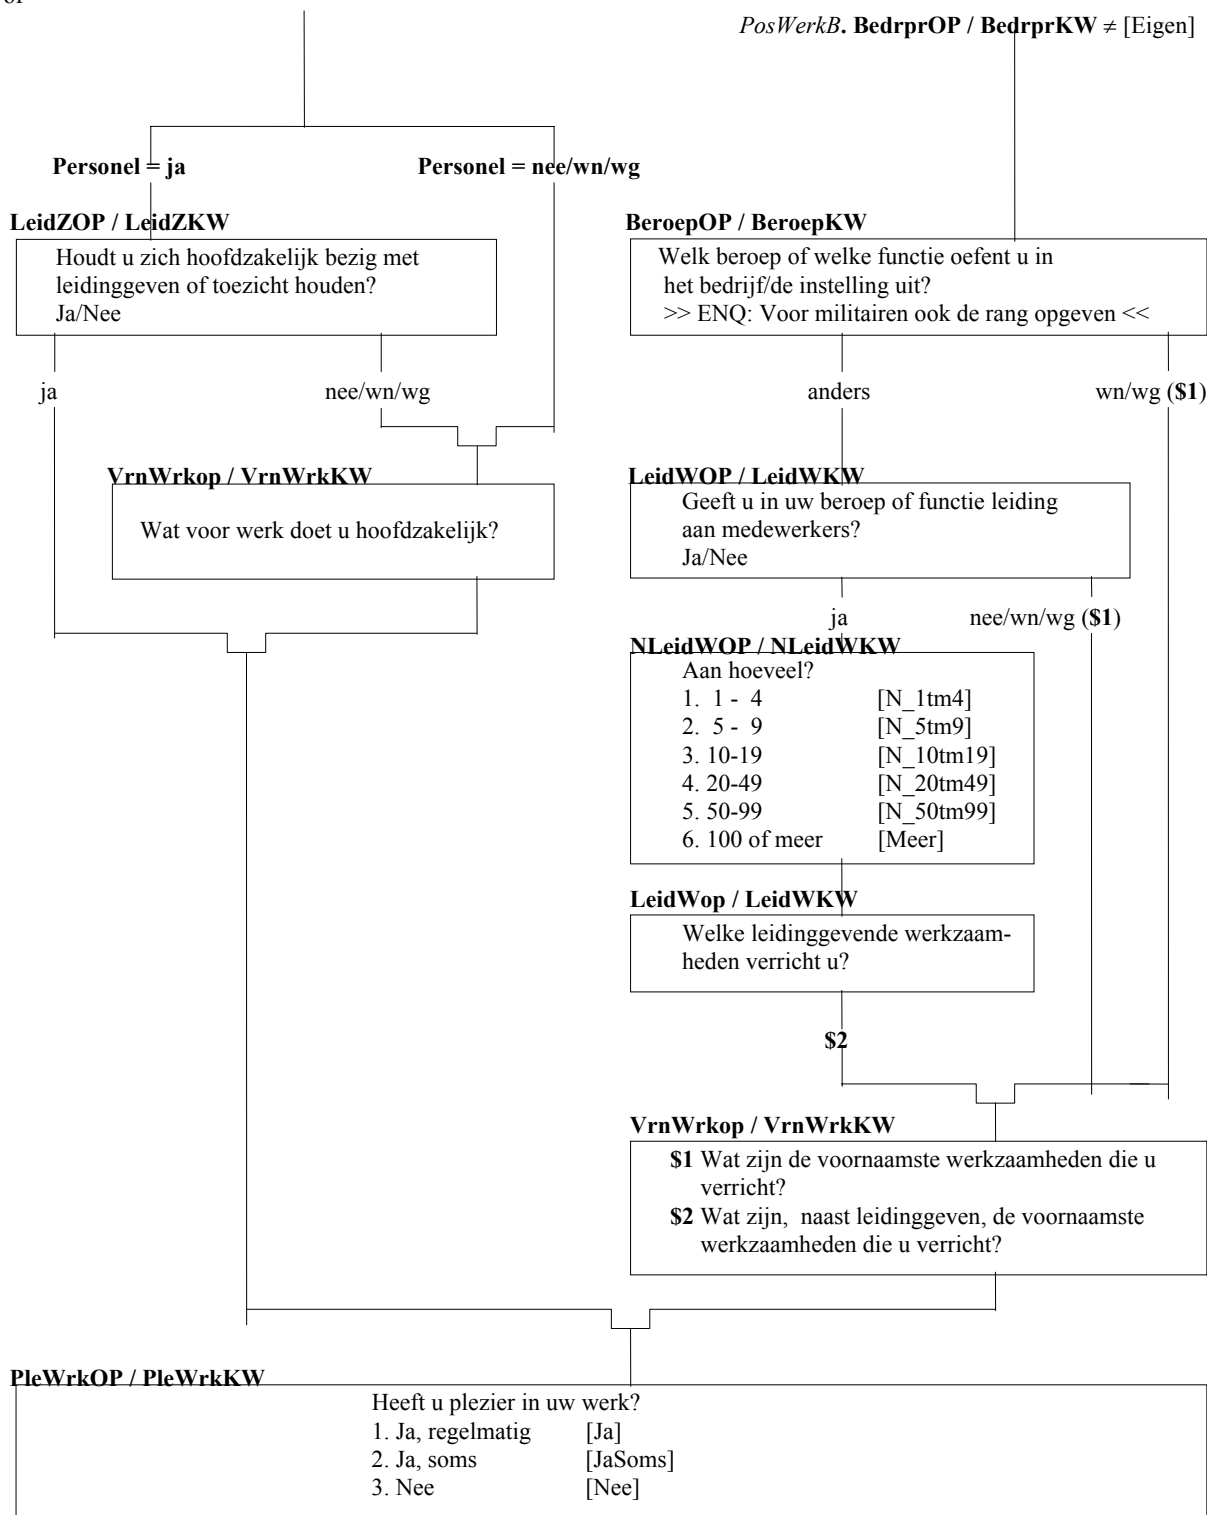 PosWerkB. BedrprOP / BedrprKW ≠ [Eigen]
Personel = ja
Personel = nee/wn/wg
LeidZOP / LeidZKW
Houdt u zich hoofdzakelijk bezig met
leidinggeven of toezicht houden?
Ja/Nee
ja
nee/wn/wg
VrnWrkop / VrnWrkKW
Wat voor werk doet u hoofdzakelijk?
BeroepOP / BeroepKW
Welk beroep of welke functie oefent u in
het bedrijf/de instelling uit?
>> ENQ: Voor militairen ook de rang opgeven <<
anders
wn/wg ($1)
LeidWOP / LeidWKW
Geeft u in uw beroep of functie leiding
aan medewerkers?
Ja/Nee
ja
nee/wn/wg ($1)
NLeidWOP / NLeidWKW
Aan hoeveel?
1. 1 - 4 [N_1tm4]
2. 5 - 9 [N_5tm9]
3. 10-19 [N_10tm19]
4. 20-49 [N_20tm49]
5. 50-99 [N_50tm99]
6. 100 of meer [Meer]
LeidWop / LeidWKW
Welke leidinggevende werkzaam-
heden verricht u?
$2
VrnWrkop / VrnWrkKW
$1 Wat zijn de voornaamste werkzaamheden die u
verricht?
$2 Wat zijn, naast leidinggeven, de voornaamste
werkzaamheden die u verricht?
PleWrkOP / PleWrkKW
Heeft u plezier in uw werk?
1. Ja, regelmatig [Ja]
2. Ja, soms [JaSoms]
3. Nee [Nee]